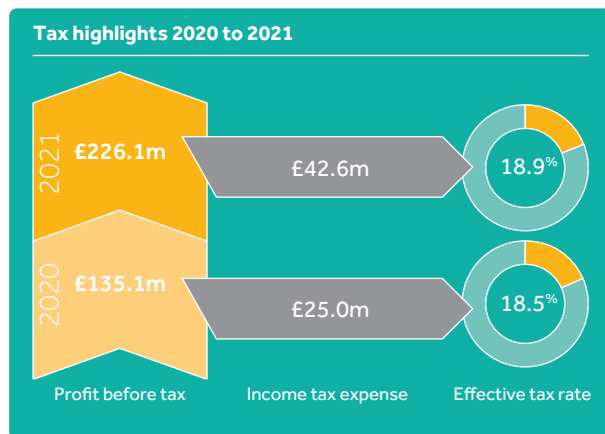 Tax highlights 2020 to 2021
2021
£226.1m
£42.6m
18.9%
2020
£135.1m
£25.0m
18.5%
Profit before tax
Income tax expense
Effective tax rate